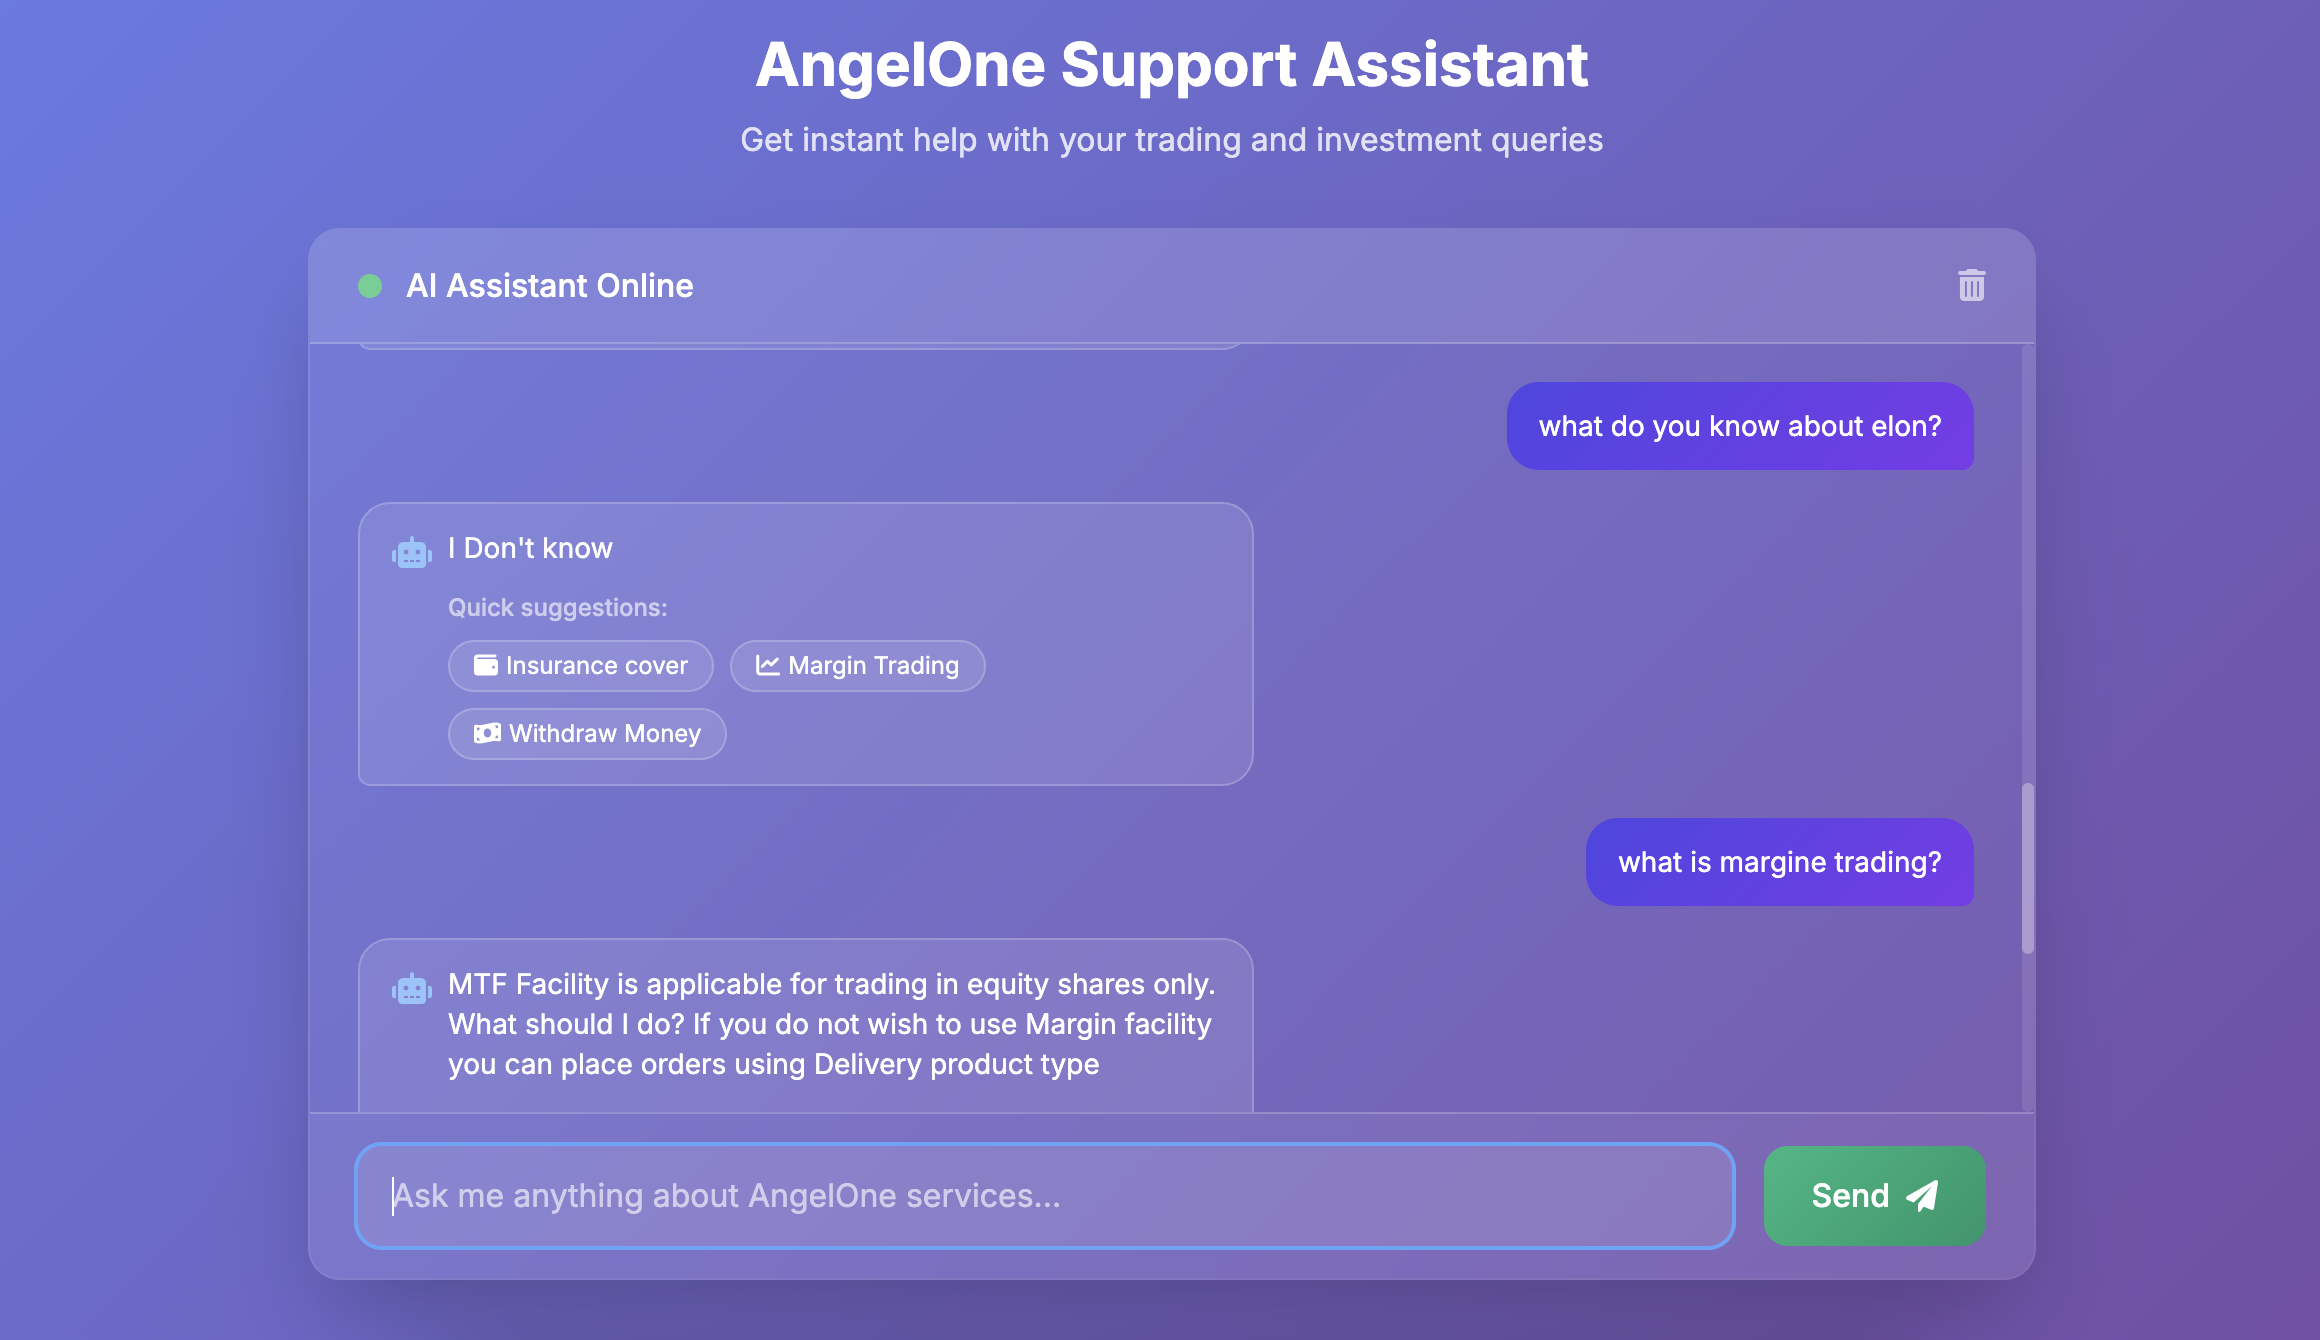 AngelOne Support Assistant
Get instant help with your trading and investment queries
AI Assistant Online
what do you know about elon?
I Don't know
Quick suggestions:
Insurance cover
Margin Trading
Withdraw Money
what is margine trading?
MTF Facility is applicable for trading in equity shares only.
What should I do? If you do not wish to use Margin facility
you can place orders using Delivery product type
Ask me anything about AngelOne services...
Send